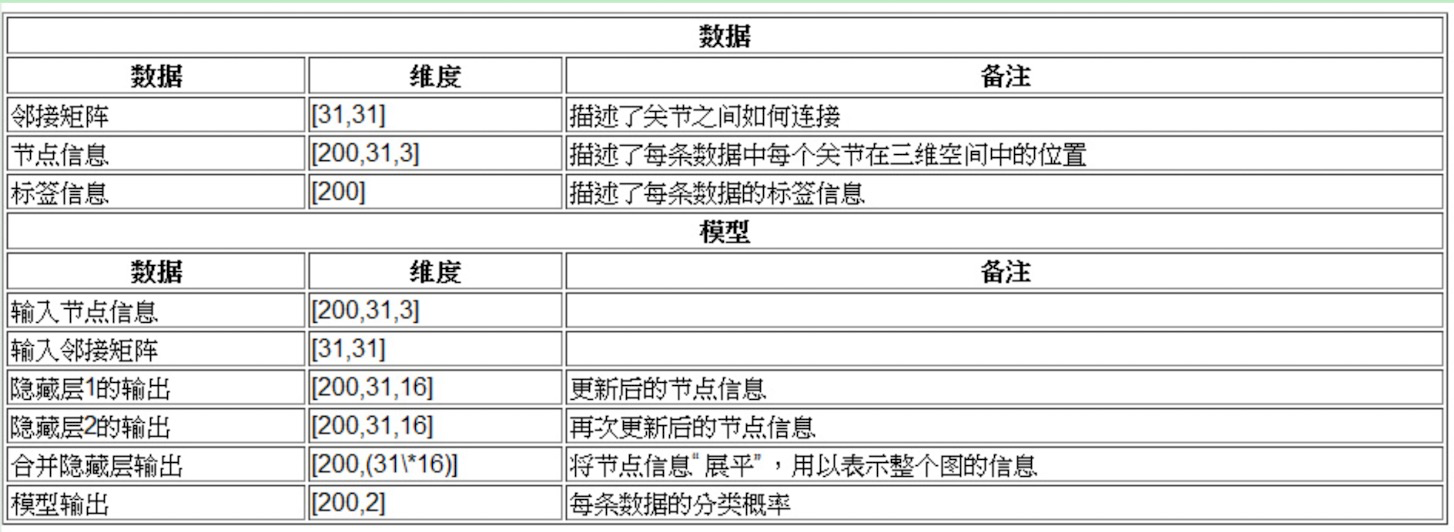 数据
数据 维度 备注
邻接矩阵 [31,31] 描述了关节之间如何连接
节点信息 [200,31,3] 描述了每条数据中每个关节在三维空间中的位置
标签信息 [200] 描述了每条数据的标签信息
模型
数据 维度 备注
输入节点信息 [200,31,3]
输入邻接矩阵 [31,31]
隐藏层1的输出 [200,31,16] 更新后的节点信息
隐藏层2的输出 [200,31,16] 再次更新后的节点信息
合并隐藏层输出 [200,(31\*16)] 将节点信息“展平”，用以表示整个图的信息
模型输出 [200,2] 每条数据的分类概率